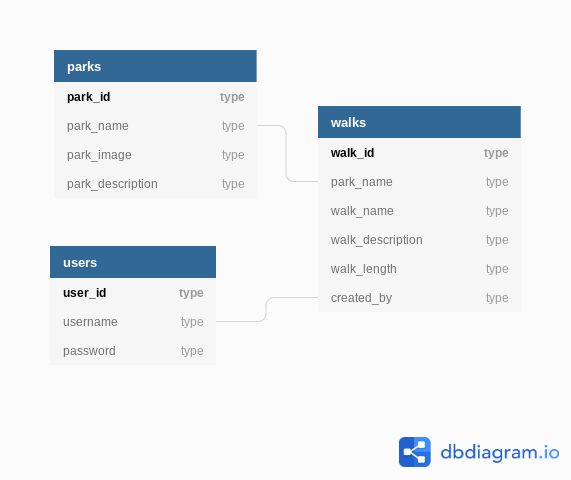 parks
park_id type
park_name type
park_image type
park_description type
walks
walk_id type
park_name type
walk_name type
walk_description type
walk_length type
created_by type
users
user_id type
username type
password type
dbdiagram.io